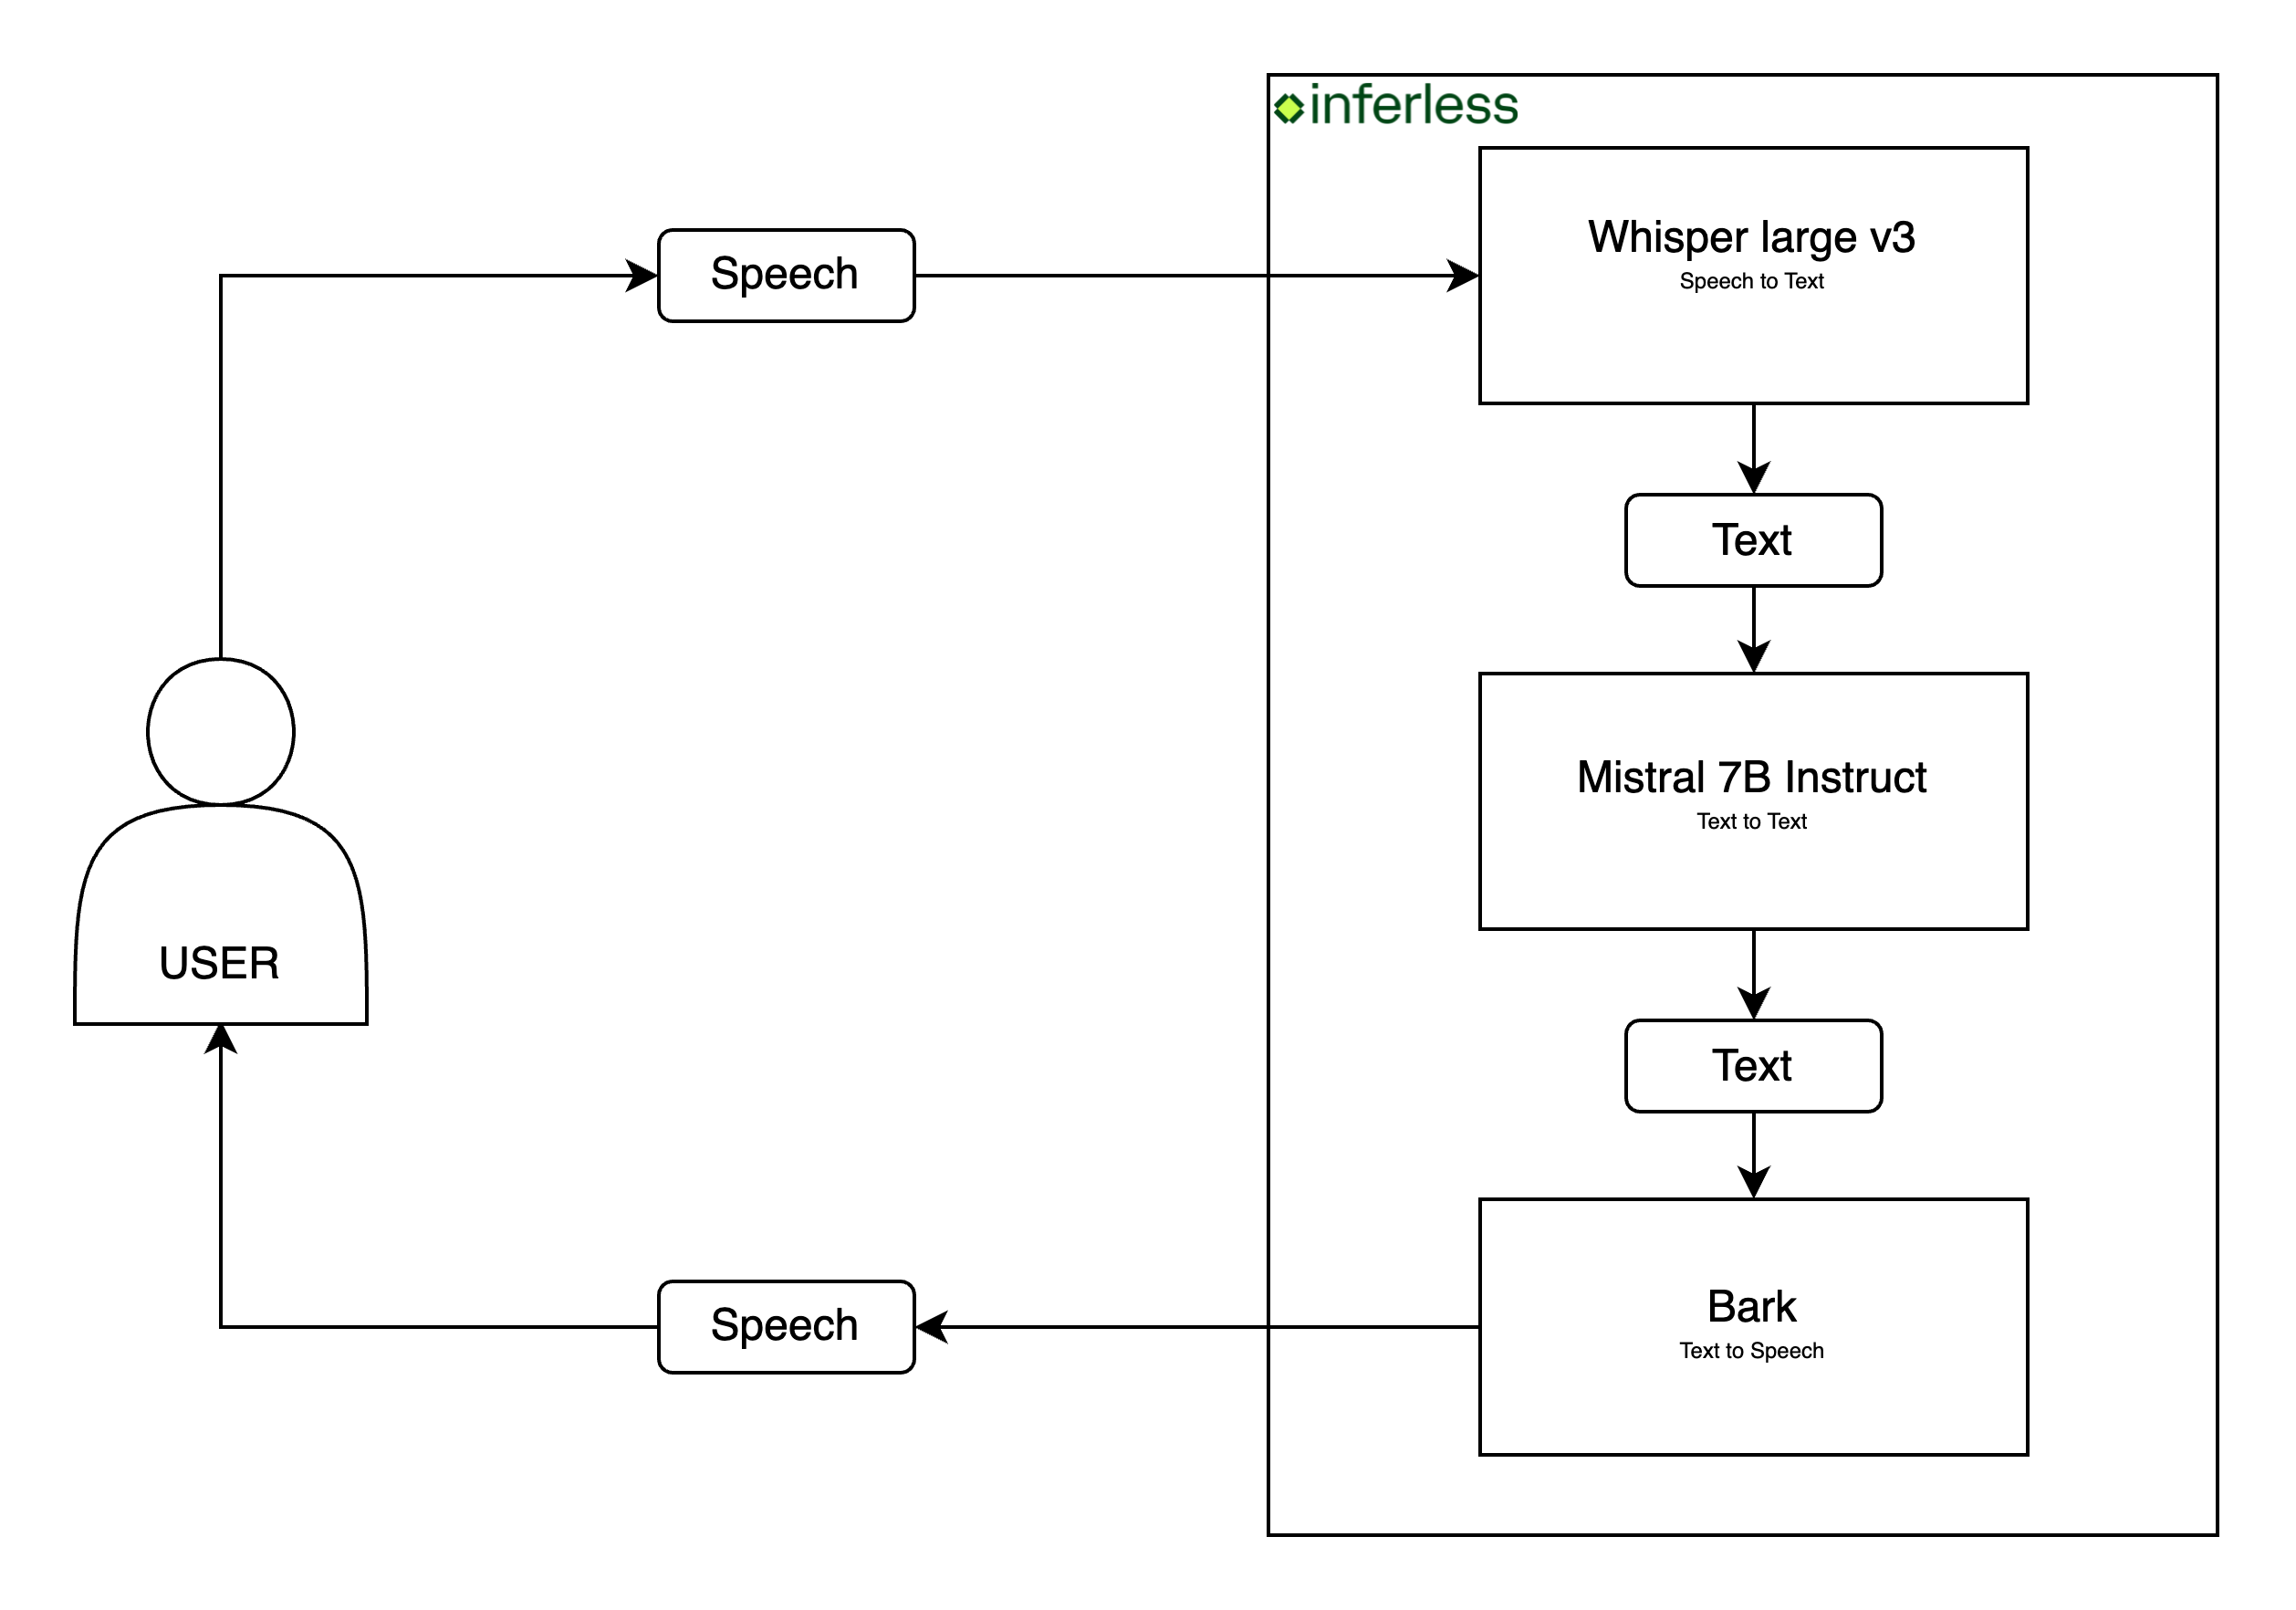 inferless
Whisper large v3
Speech to Text
Speech
Text
Mistral 7B Instruct
Text to Text
USER
Text
Bark
Text to Speech
Speech